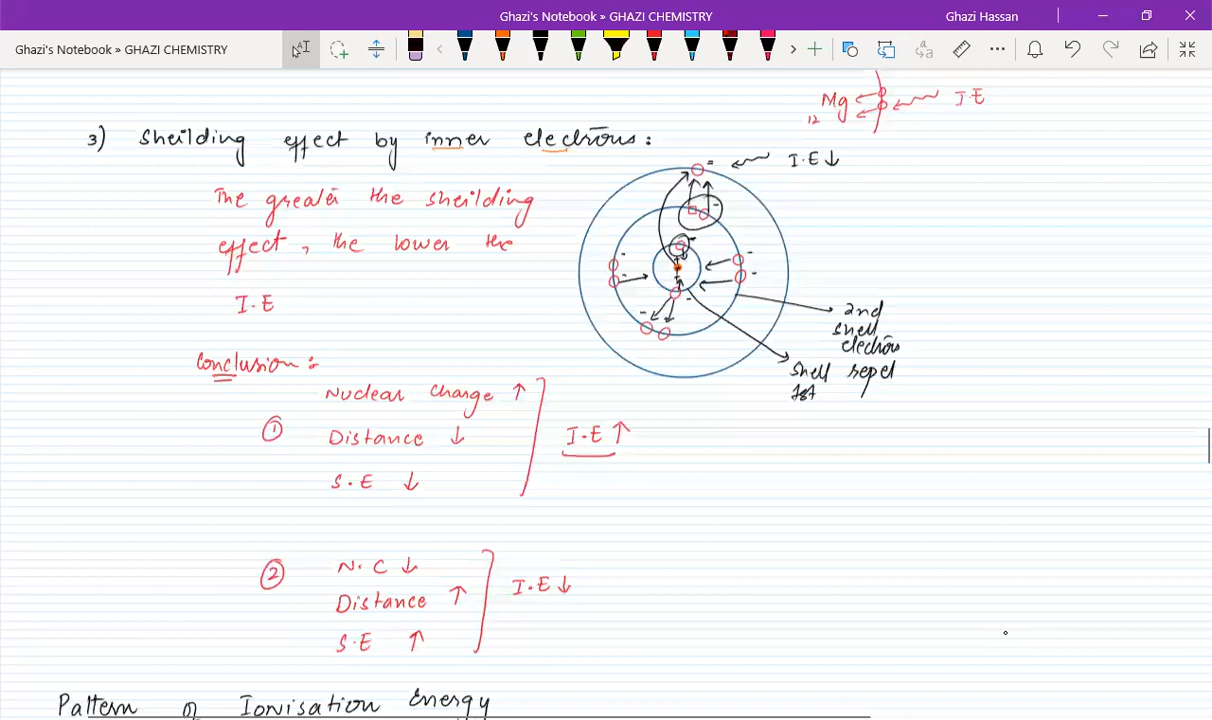 Ghazi's Notebook » GHAZI CHEMISTRY
Ghazi Hassan
Ghazi's Notebook » GHAZI CHEMISTRY
Mg
12
I.E
3) Sheilding effect by inner electrons:
I.E↓
The greater the sheilding
effect, the lower the
I.E
2nd
shell
electrons
shell repel
1st
Conclusion:
Nuclear Charge ↑
① Distance ↓ I.E ↑
S.E ↓
② N.C ↓
Distance ↑ I.E ↓
S.E ↑
Pattern of Ionisation Energy